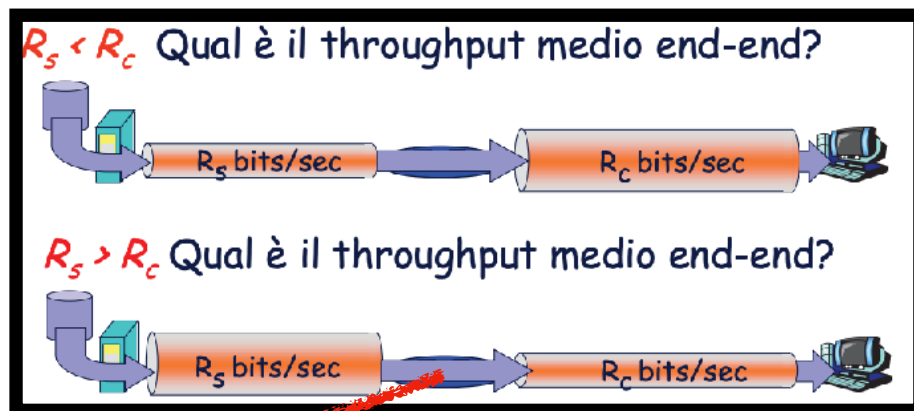 Rs < Rc Qual è il throughput medio end-end?
Rs bits/sec
Rc bits/sec
Rs > Rc Qual è il throughput medio end-end?
Rs bits/sec
Rc bits/sec